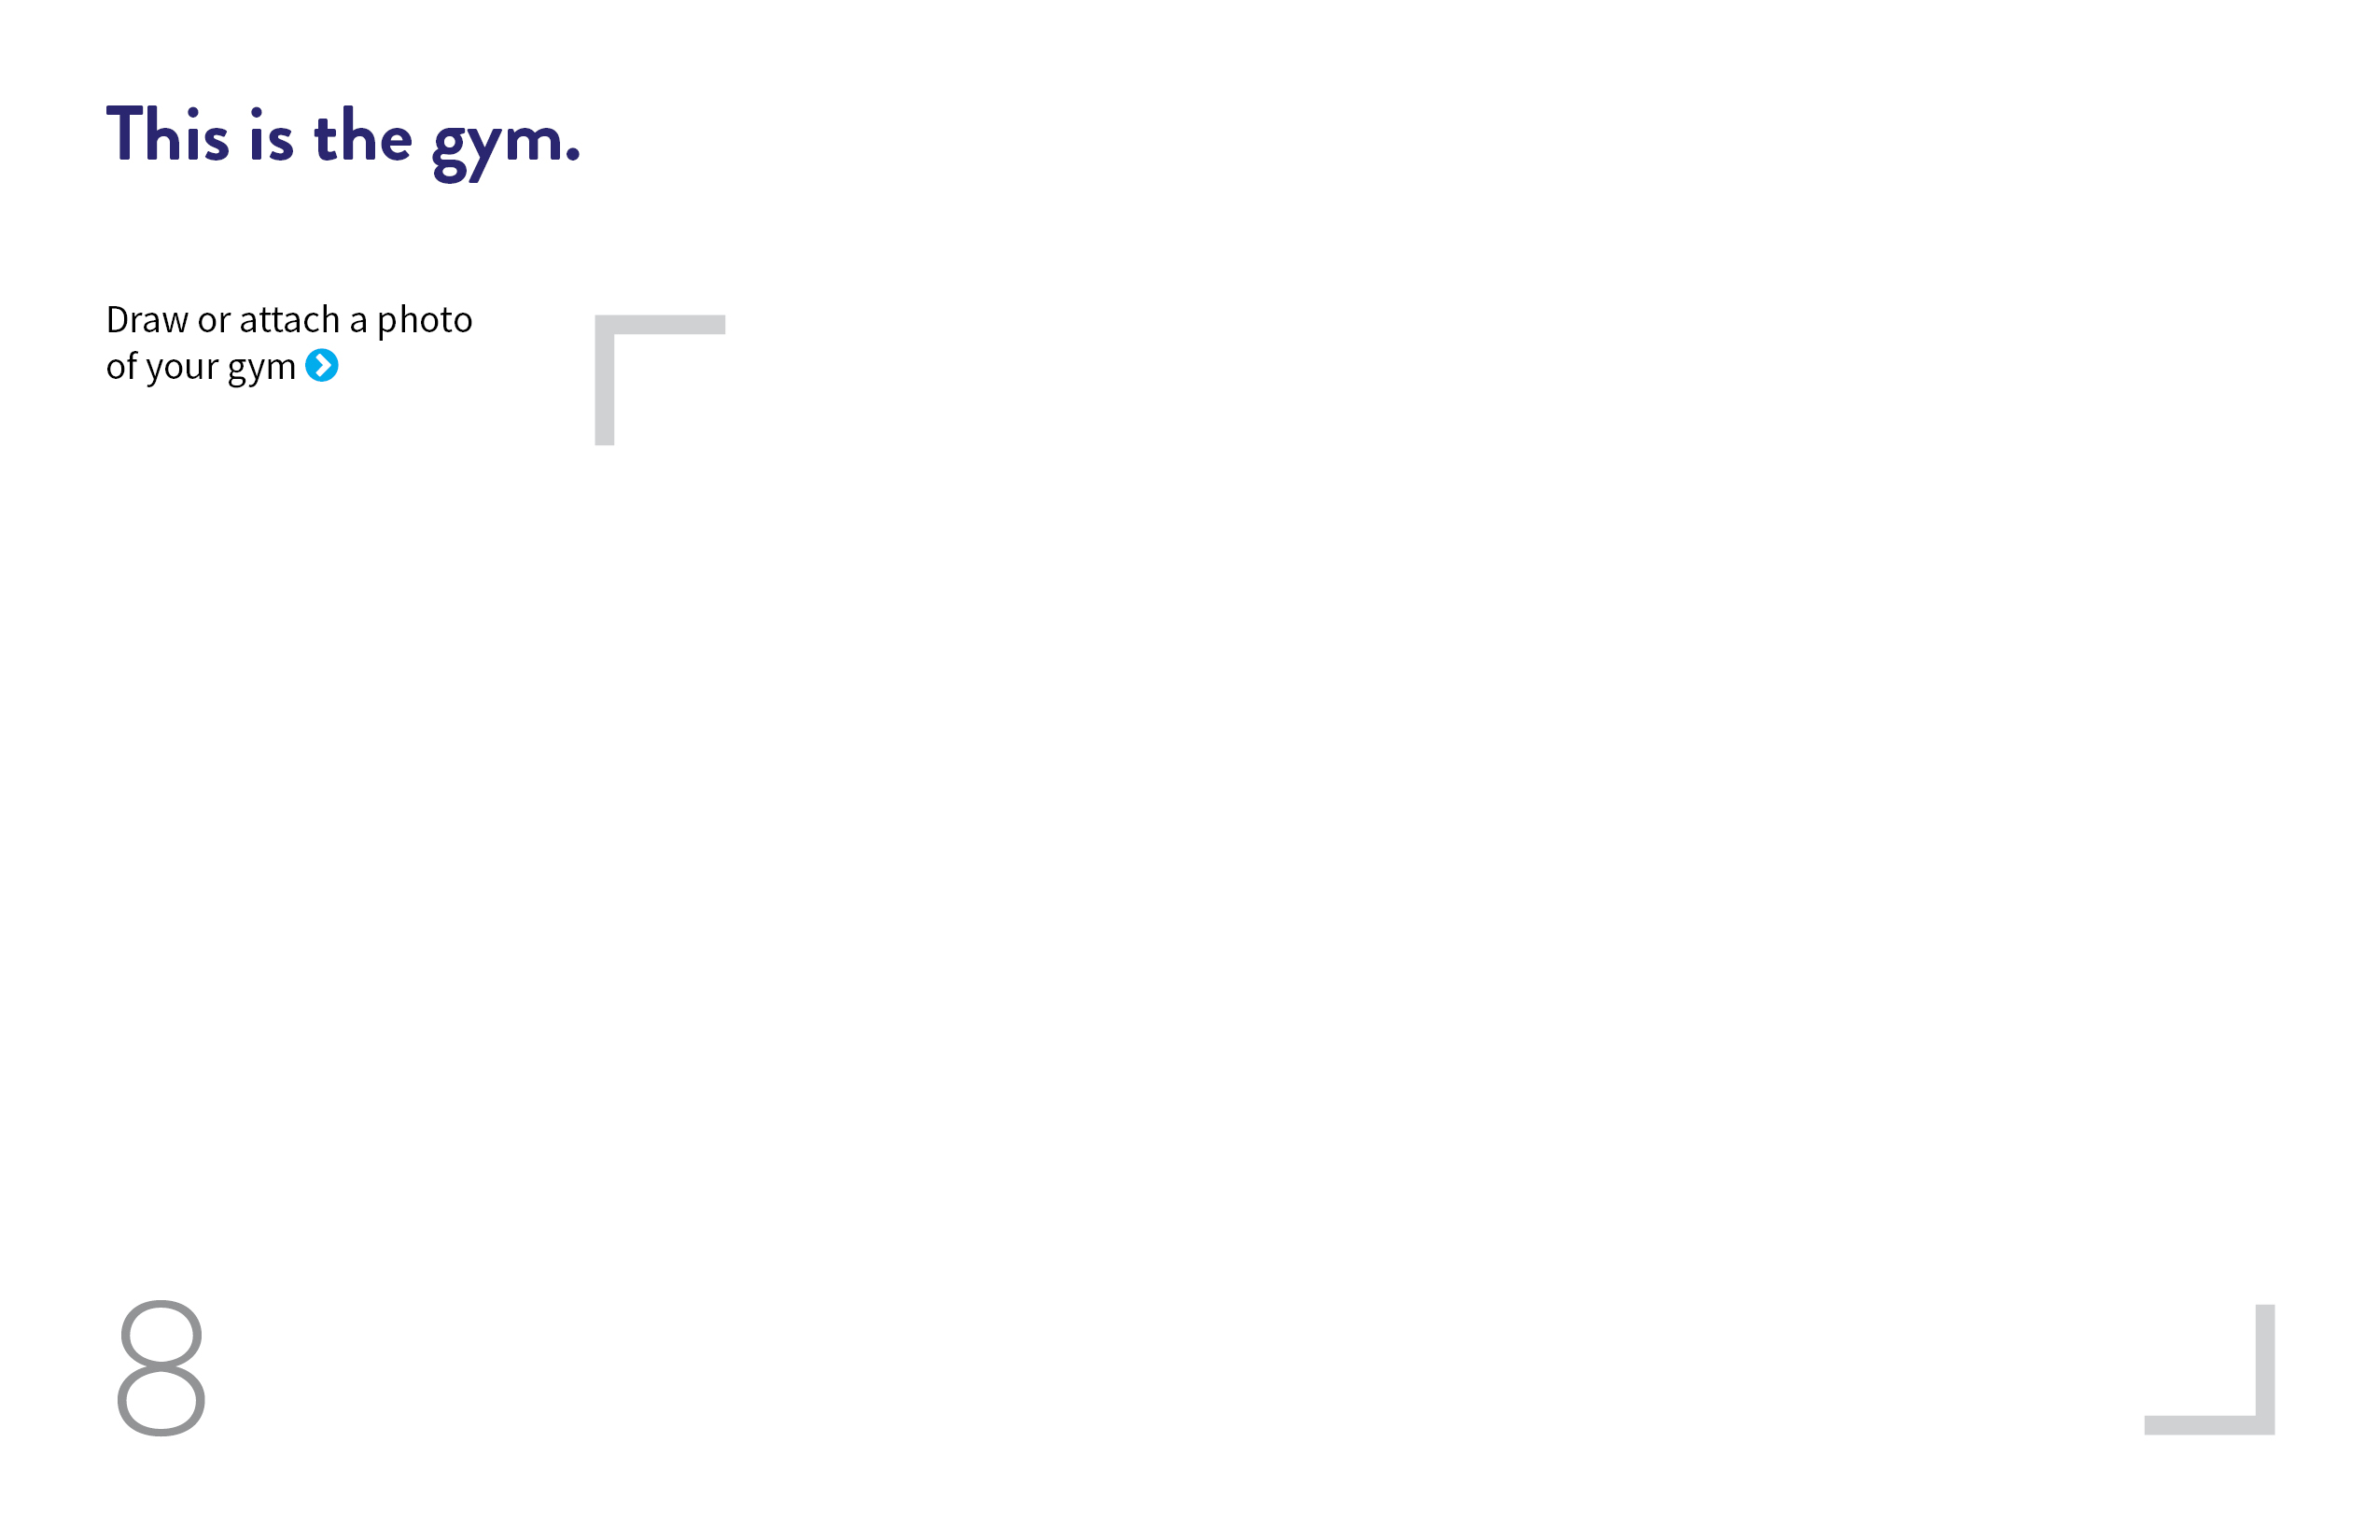 This is the gym.
Draw or attach a photo
of your gym
8